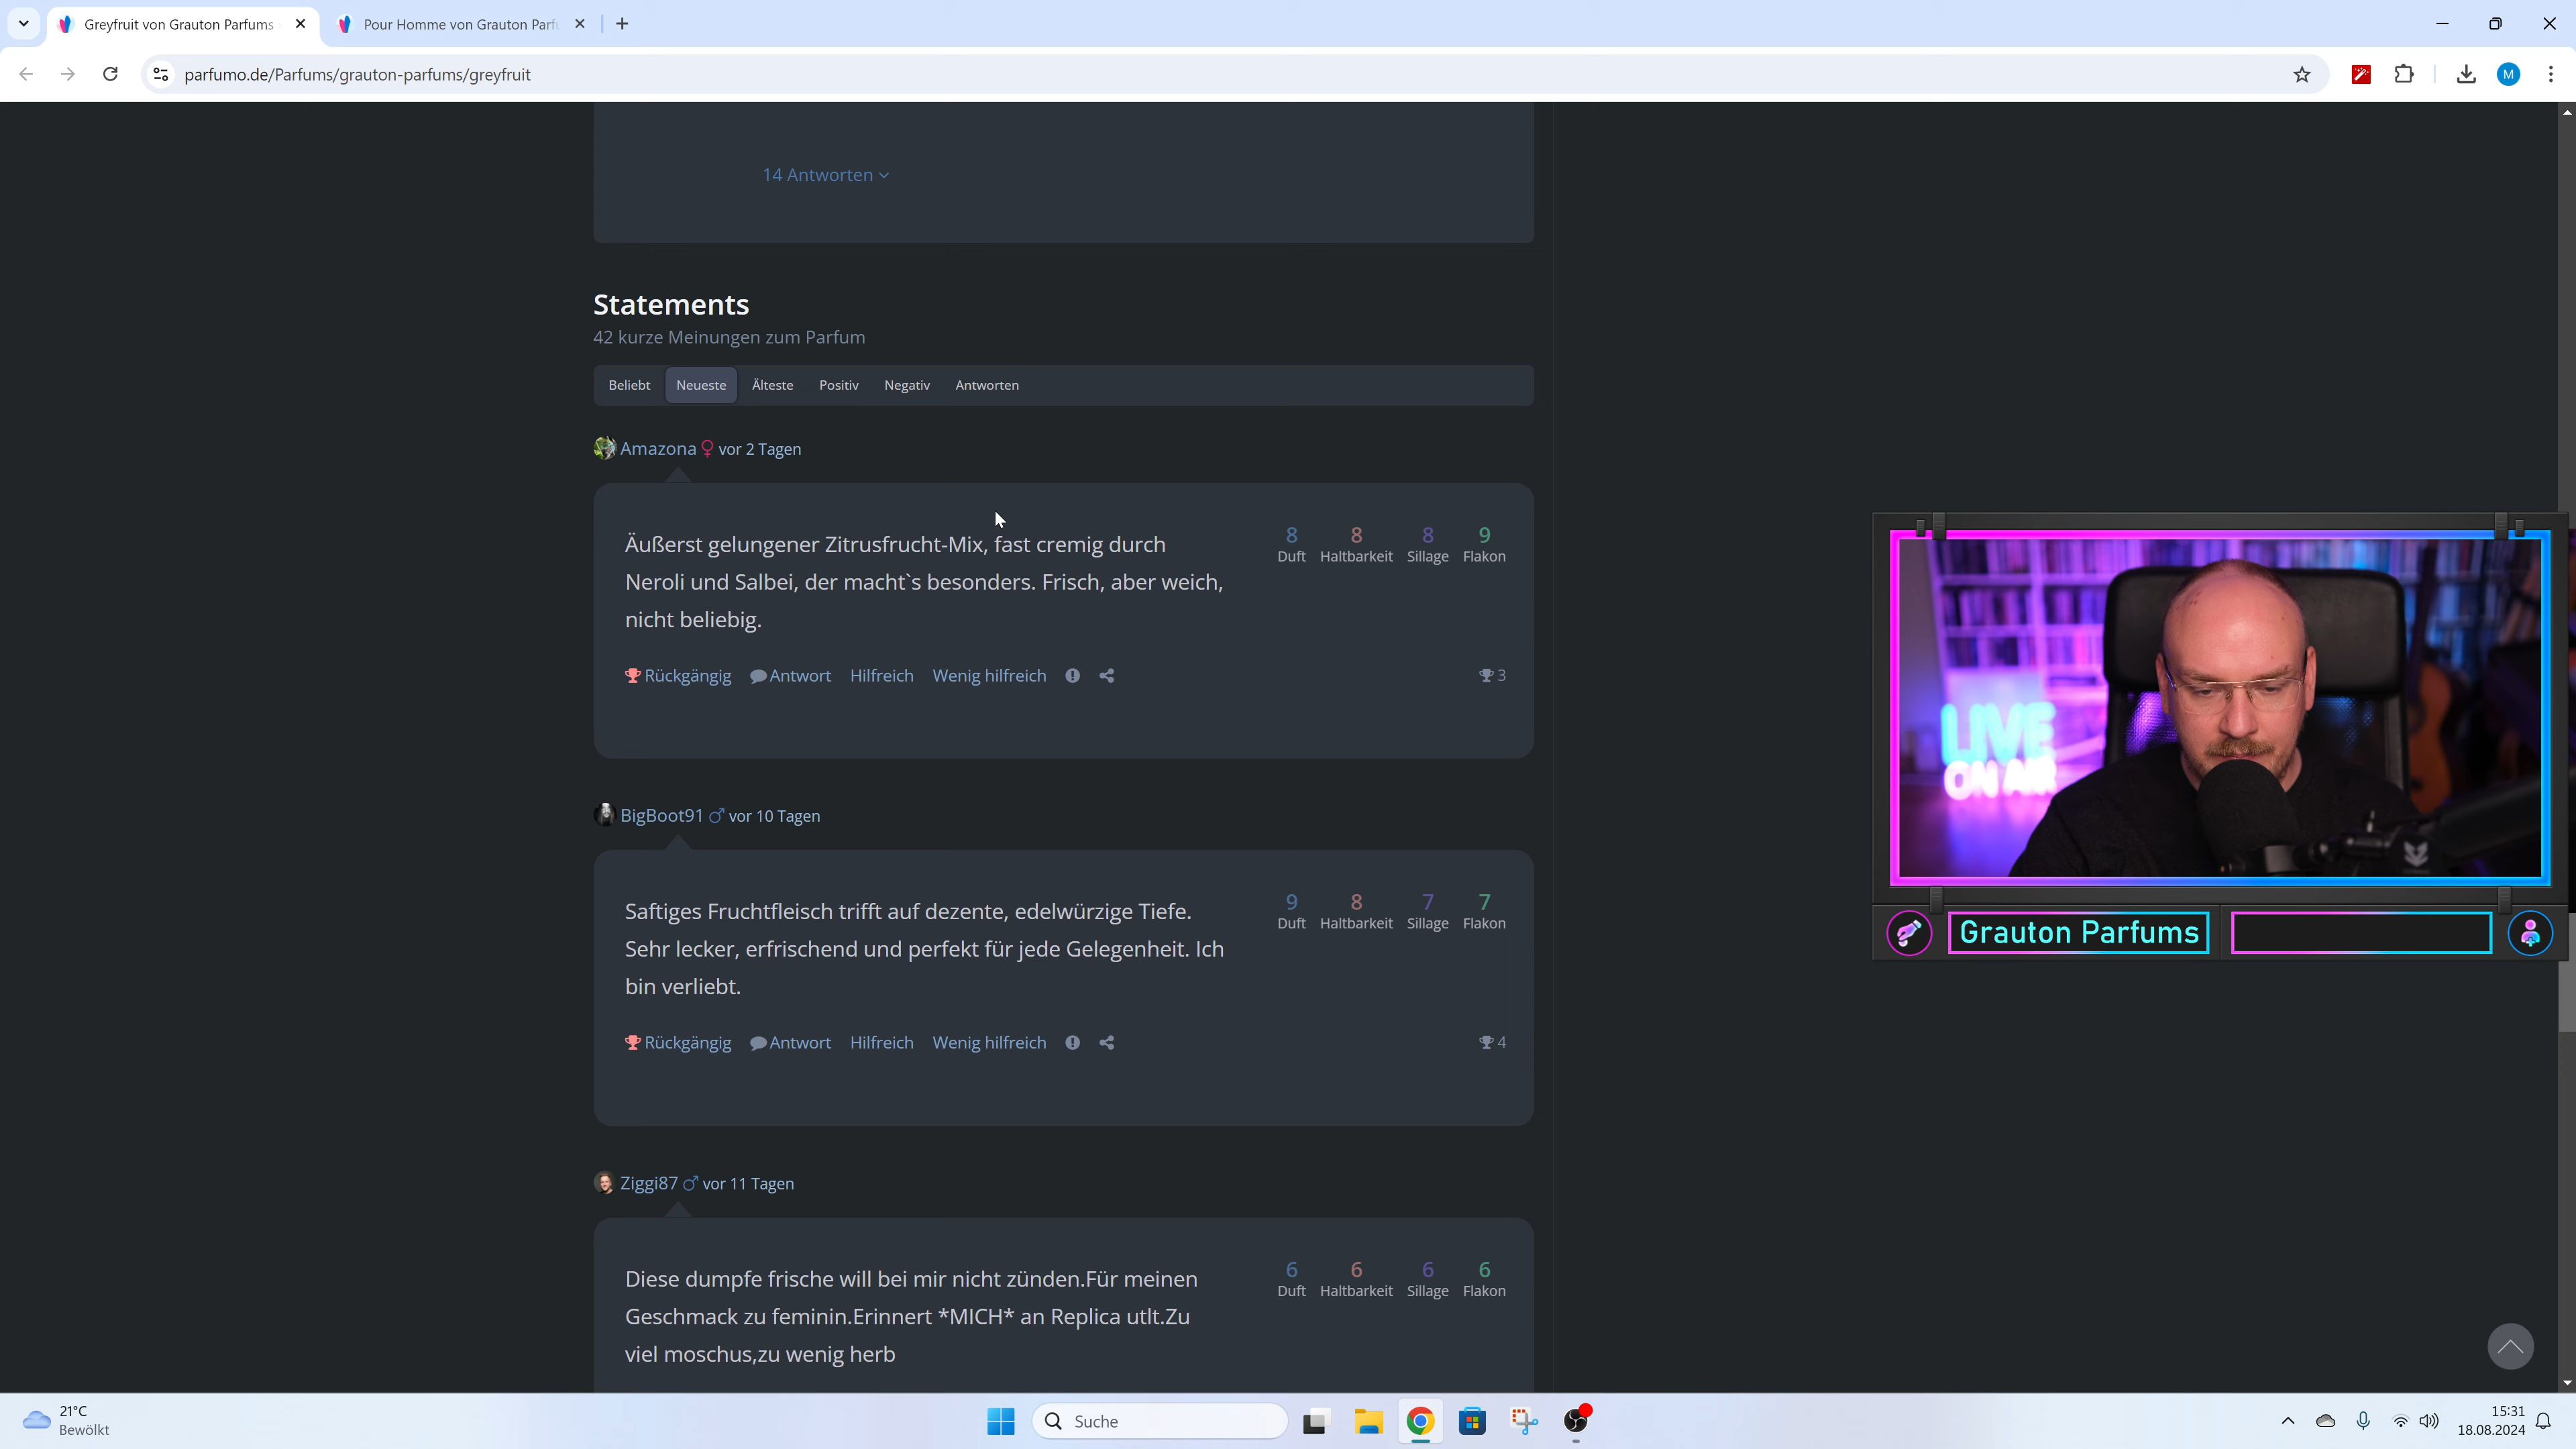 Greyfruit von Grauton Parfums
Pour Homme von Grauton Parfu
parfumo.de/Parfums/grauton-parfums/greyfruit
M
14 Antworten
Statements
42 kurze Meinungen zum Parfum
Beliebt Neueste Älteste Positiv Negativ Antworten
Amazona ♀ vor 2 Tagen
Äußerst gelungener Zitrusfrucht-Mix, fast cremig durch
Neroli und Salbei, der macht`s besonders. Frisch, aber weich,
nicht beliebig.
8 8 8 9
Duft Haltbarkeit Sillage Flakon
Rückgängig Antwort Hilfreich Wenig hilfreich
3
BigBoot91 ♂ vor 10 Tagen
Saftiges Fruchtfleisch trifft auf dezente, edelwürzige Tiefe.
Sehr lecker, erfrischend und perfekt für jede Gelegenheit. Ich
bin verliebt.
9 8 7 7
Duft Haltbarkeit Sillage Flakon
Rückgängig Antwort Hilfreich Wenig hilfreich
4
Ziggi87 ♂ vor 11 Tagen
Diese dumpfe frische will bei mir nicht zünden.Für meinen
Geschmack zu feminin.Erinnert *MICH* an Replica utlt.Zu
viel moschus,zu wenig herb
6 6 6 6
Duft Haltbarkeit Sillage Flakon
LIVE
ON AIR
Grauton Parfums
21°C
Bewölkt
Suche
15:31
18.08.2024